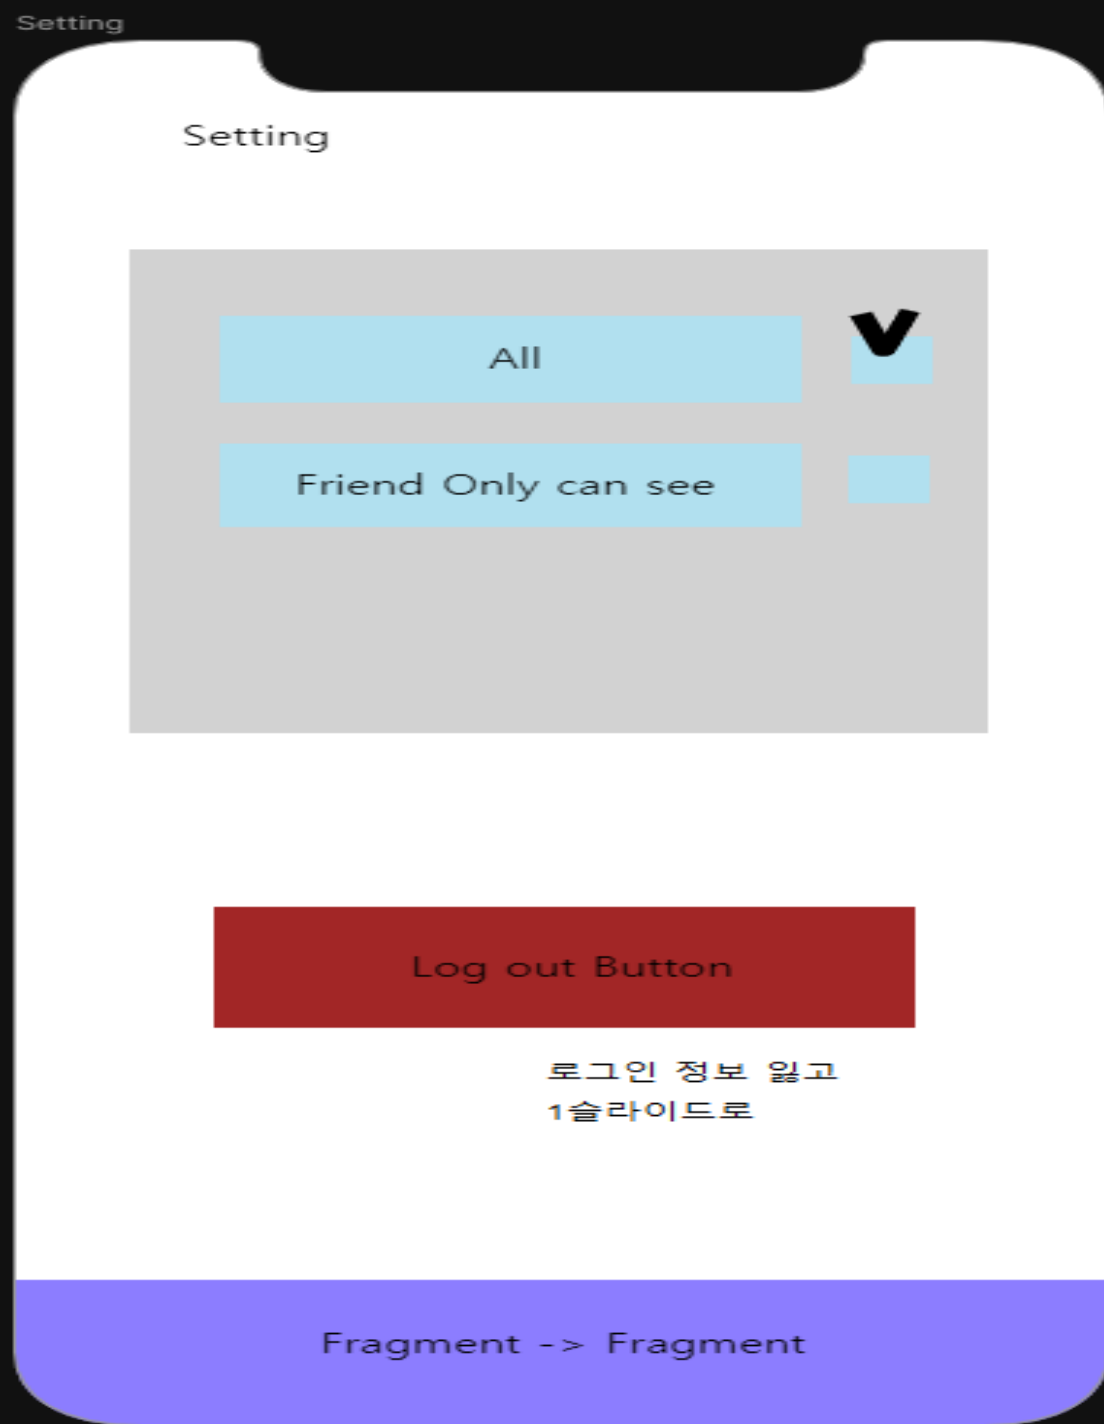 Setting
Setting
All
Friend Only can see
Log out Button
로그인 정보 잃고
1슬라이드로
Fragment -> Fragment